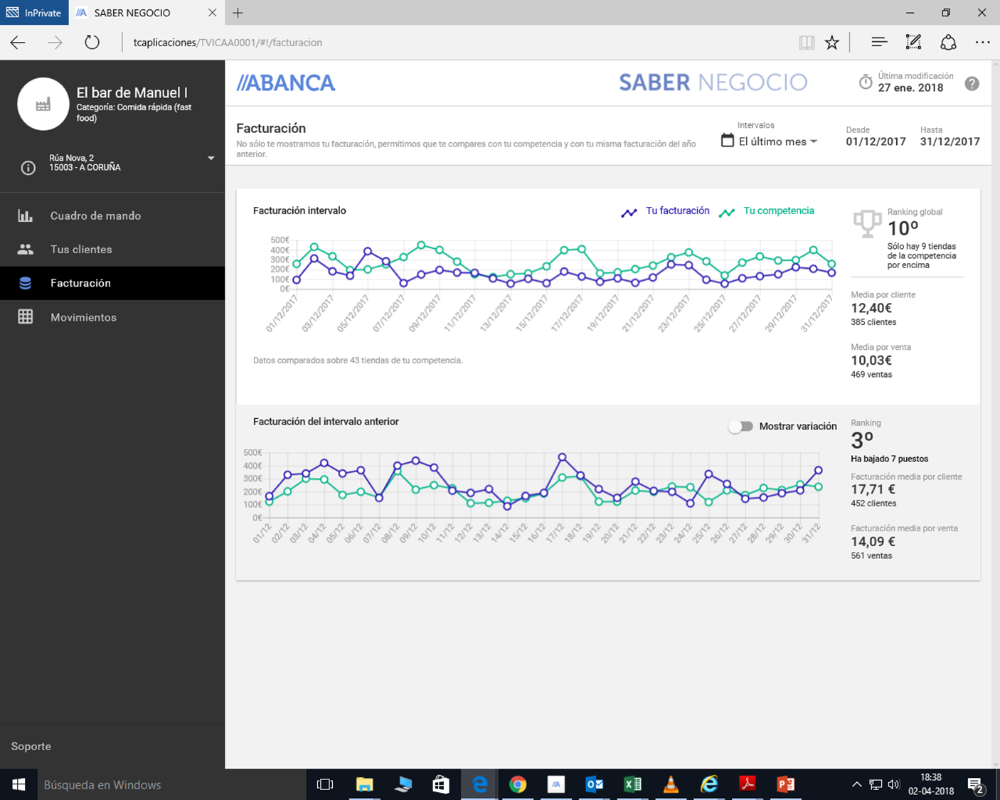 InPrivate
SABER NEGOCIO
tcaplicaciones/TVICAA0001/#!/facturacion
El bar de Manuel I
Categoría: Comida rápida (fast
food)
Rúa Nova, 2
15003 - A CORUÑA
Cuadro de mando
Tus clientes
Facturación
Movimientos
Soporte
//ABANCA
SABER NEGOCIO
Última modificación
27 ene. 2018
Facturación
No sólo te mostramos tu facturación, permitimos que te compares con tu competencia y con tu misma facturación del año
anterior.
Intervalos
El último mes
Desde
01/12/2017
Hasta
31/12/2017
Facturación intervalo
Tu facturación
Tu competencia
500€
400€
300€
200€
100€
0€
01/12/2017
03/12/2017
05/12/2017
07/12/2017
09/12/2017
11/12/2017
13/12/2017
15/12/2017
17/12/2017
19/12/2017
21/12/2017
23/12/2017
25/12/2017
27/12/2017
29/12/2017
31/12/2017
Datos comparados sobre 43 tiendas de tu competencia.
Ranking global
10º
Sólo hay 9 tiendas
de la competencia
por encima
Media por cliente
12,40€
385 clientes
Media por venta
10,03€
469 ventas
Facturación del intervalo anterior
Mostrar variación
500€
400€
300€
200€
100€
0€
01/12
02/12
03/12
04/12
05/12
06/12
07/12
08/12
09/12
10/12
11/12
12/12
13/12
14/12
15/12
16/12
17/12
18/12
19/12
20/12
21/12
22/12
23/12
24/12
25/12
26/12
27/12
28/12
29/12
30/12
31/12
Ranking
3º
Ha bajado 7 puestos
Facturación media por cliente
17,71 €
452 clientes
Facturación media por venta
14,09 €
561 ventas
Búsqueda en Windows
18:38
02-04-2018
2